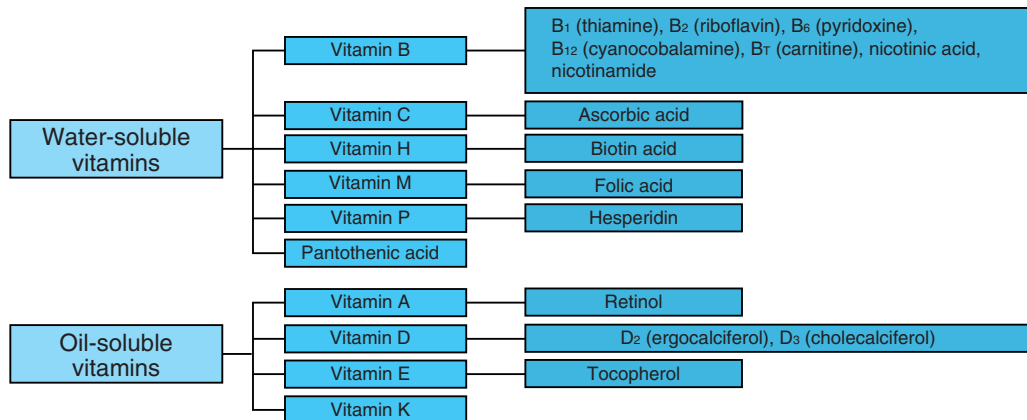 Water-soluble
vitamins
Vitamin B
B₁ (thiamine), B₂ (riboflavin), B₆ (pyridoxine),
B₁₂ (cyanocobalamine), Bᴛ (carnitine), nicotinic acid,
nicotinamide
Vitamin C
Ascorbic acid
Vitamin H
Biotin acid
Vitamin M
Folic acid
Vitamin P
Hesperidin
Pantothenic acid
Oil-soluble
vitamins
Vitamin A
Retinol
Vitamin D
D₂ (ergocalciferol), D₃ (cholecalciferol)
Vitamin E
Tocopherol
Vitamin K